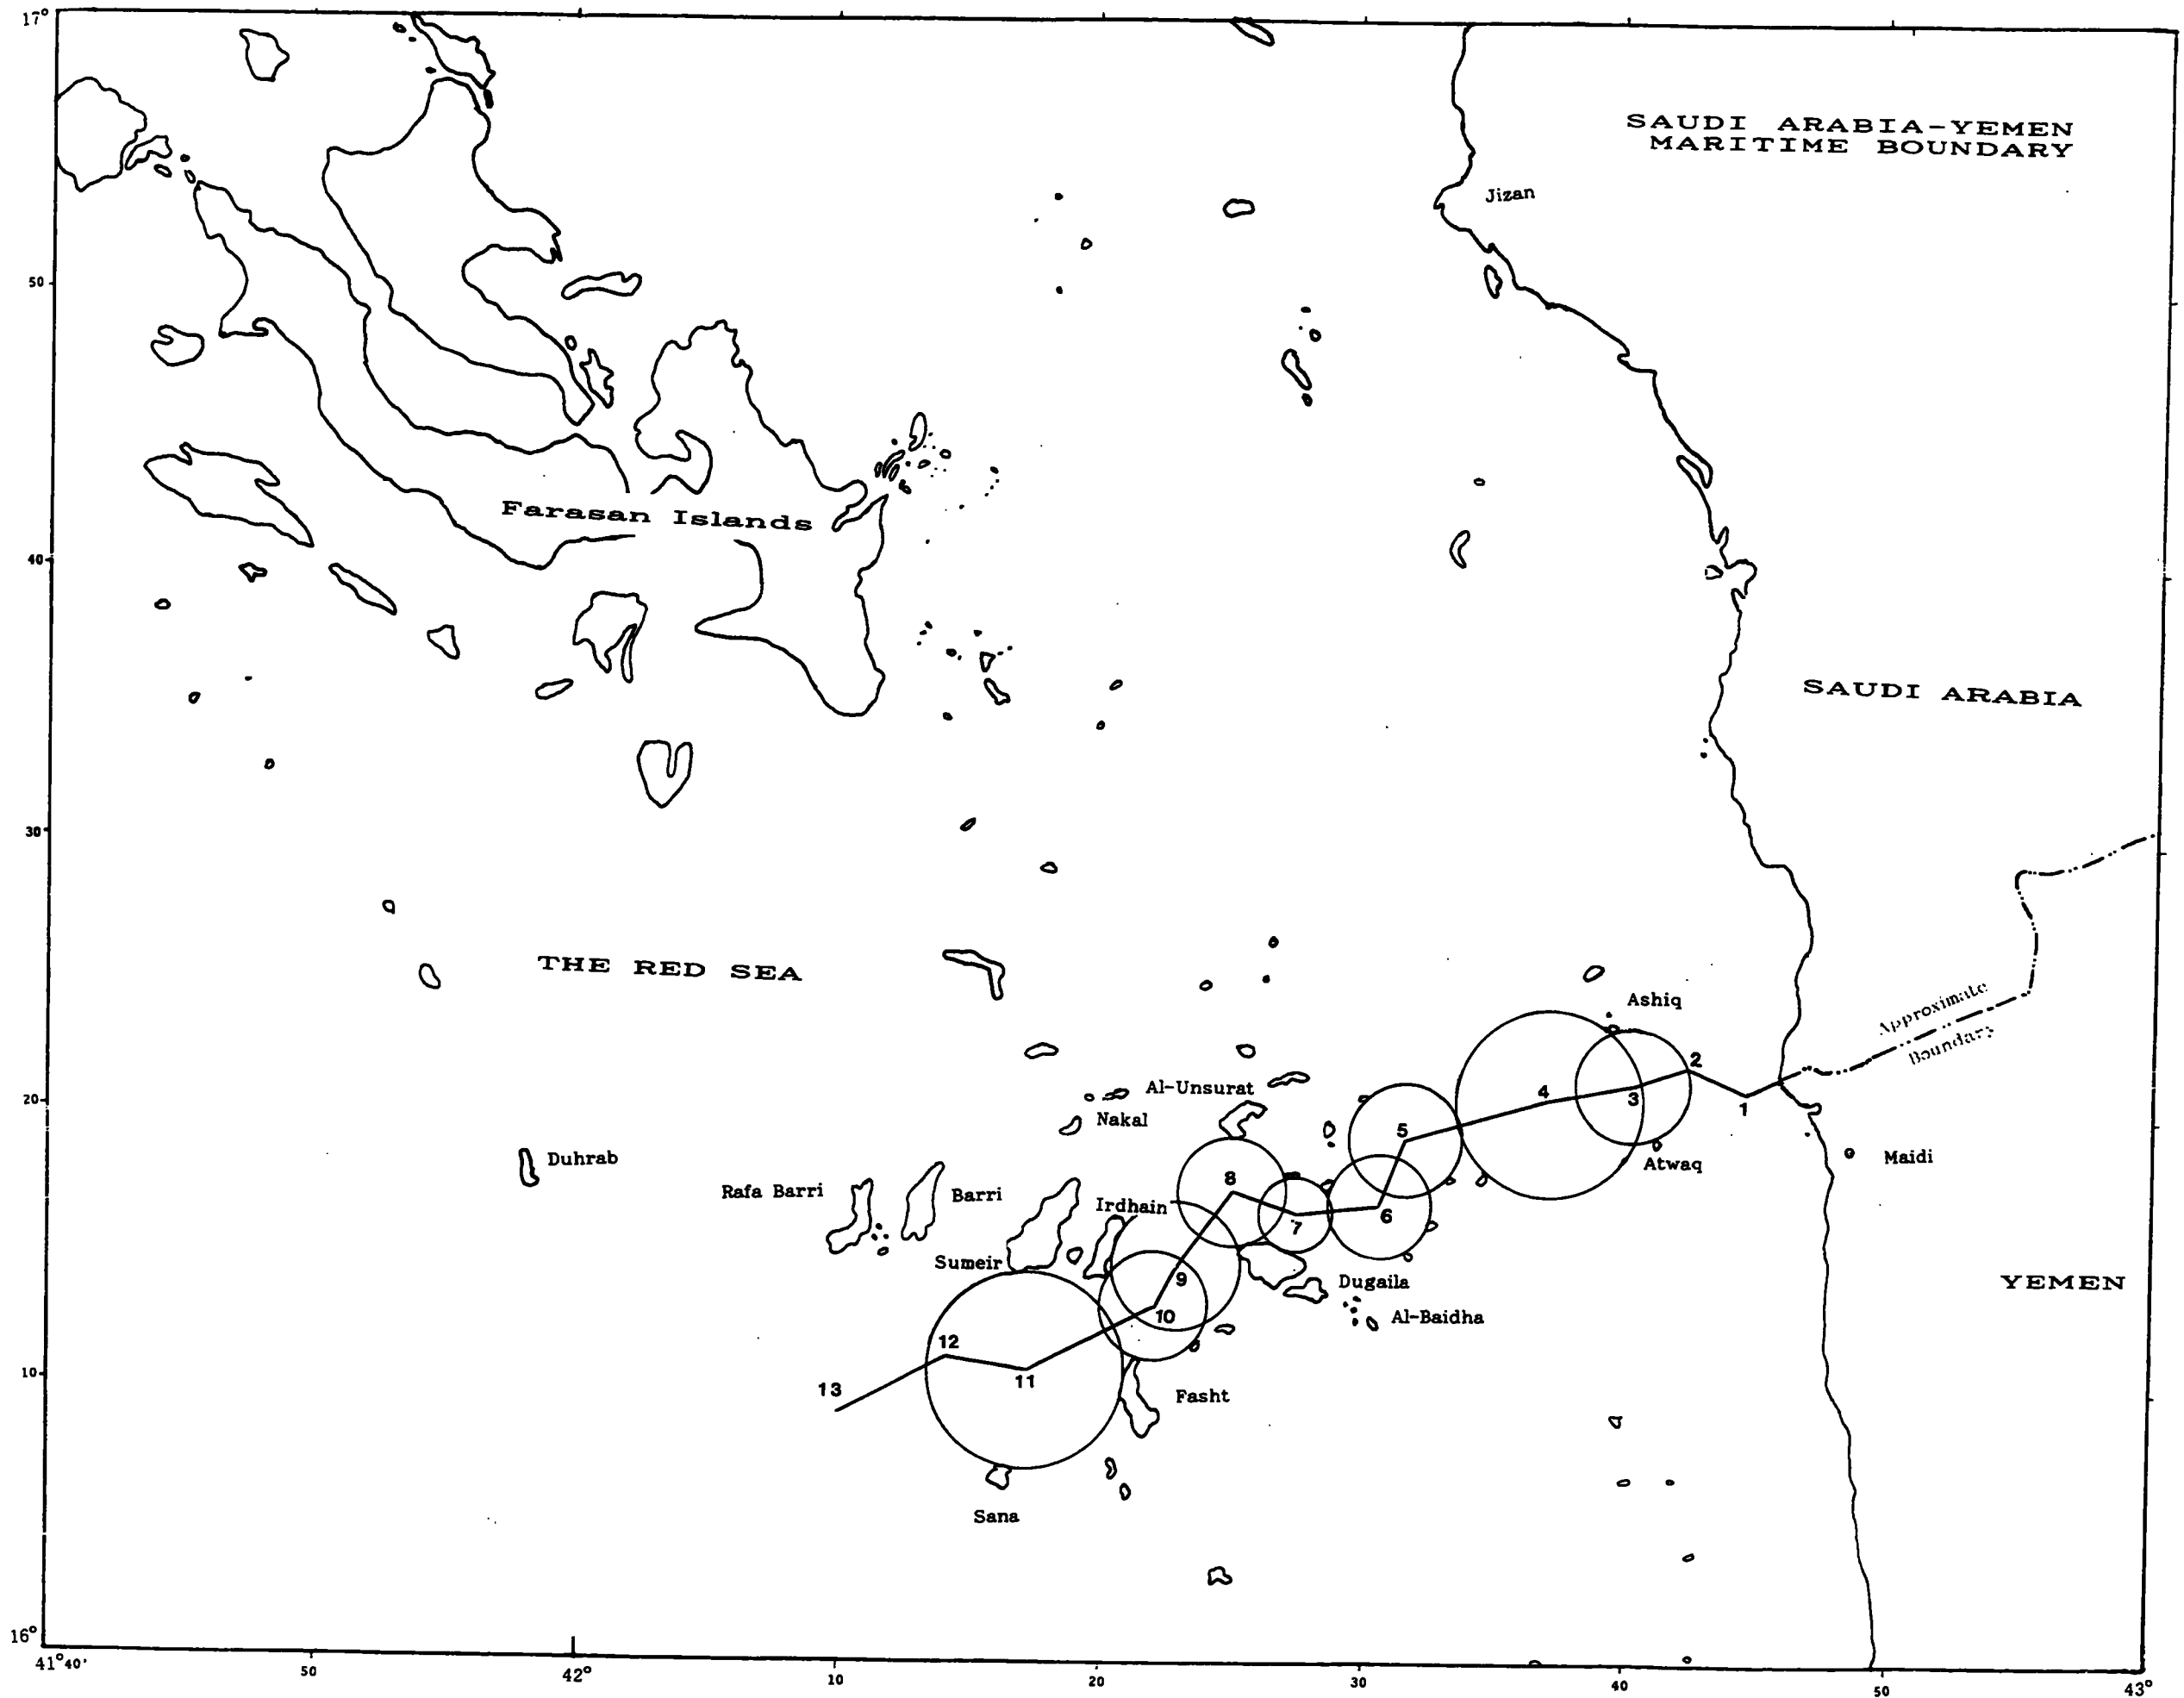 17°
SAUDI ARABIA-YEMEN
MARITIME BOUNDARY
Jizan
50
Farasan Islands
40
SAUDI ARABIA
30
THE RED SEA
Approximate
Boundary
Ashiq
2
Al-Unsurat
4
3
1
20
Nakal
5
Atwaq
Maidi
Duhrab
Rafa Barri
Barri
8
Irdhain
6
7
Sumeir
9
Dugaila
YEMEN
10
Al-Baidha
12
11
10
13
Fasht
Sana
16°
41°40'
50
42°
10
20
30
40
50
43°